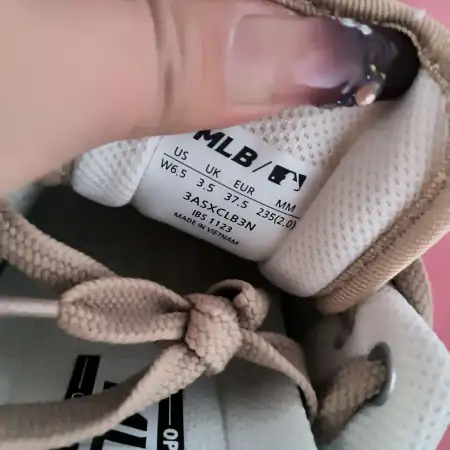 MLB/
US UK EUR MM
W6.5 3.5 37.5 235(2.0)
3ASXCLB3N
IBS 1123
MADE IN VIETNAM
OP